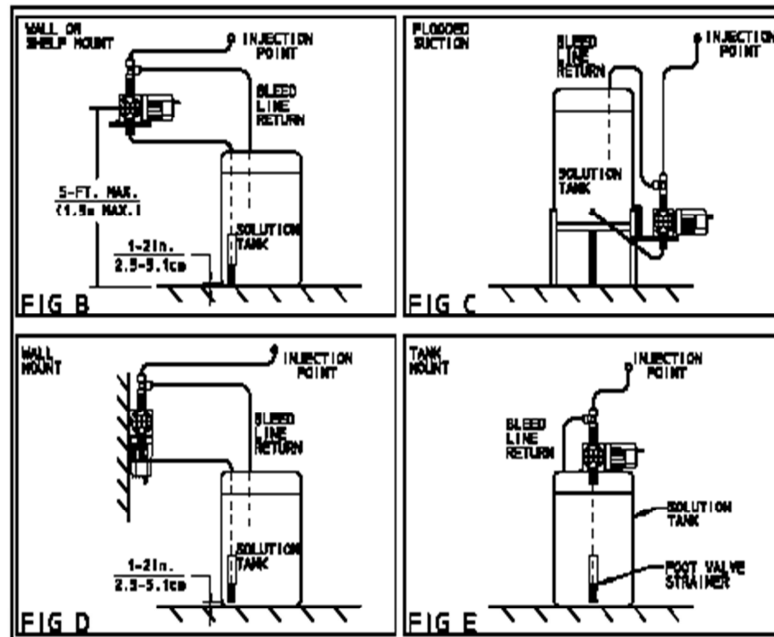 WALL OR
SHELF MOUNT
INJECTION
POINT
BLEED
LINE
RETURN
5-FT. MAX.
(1.5m MAX.)
SOLUTION
TANK
1-2in.
2.5-5.1cm
FIG B
FLOODED
SUCTION
BLEED
LINE
RETURN
INJECTION
POINT
SOLUTION
TANK
FIG C
WALL
MOUNT
INJECTION
POINT
BLEED
LINE
RETURN
SOLUTION
TANK
1-2in.
2.5-5.1cm
FIG D
TANK
MOUNT
INJECTION
POINT
BLEED
LINE
RETURN
SOLUTION
TANK
FOOT VALVE
STRAINER
FIG E